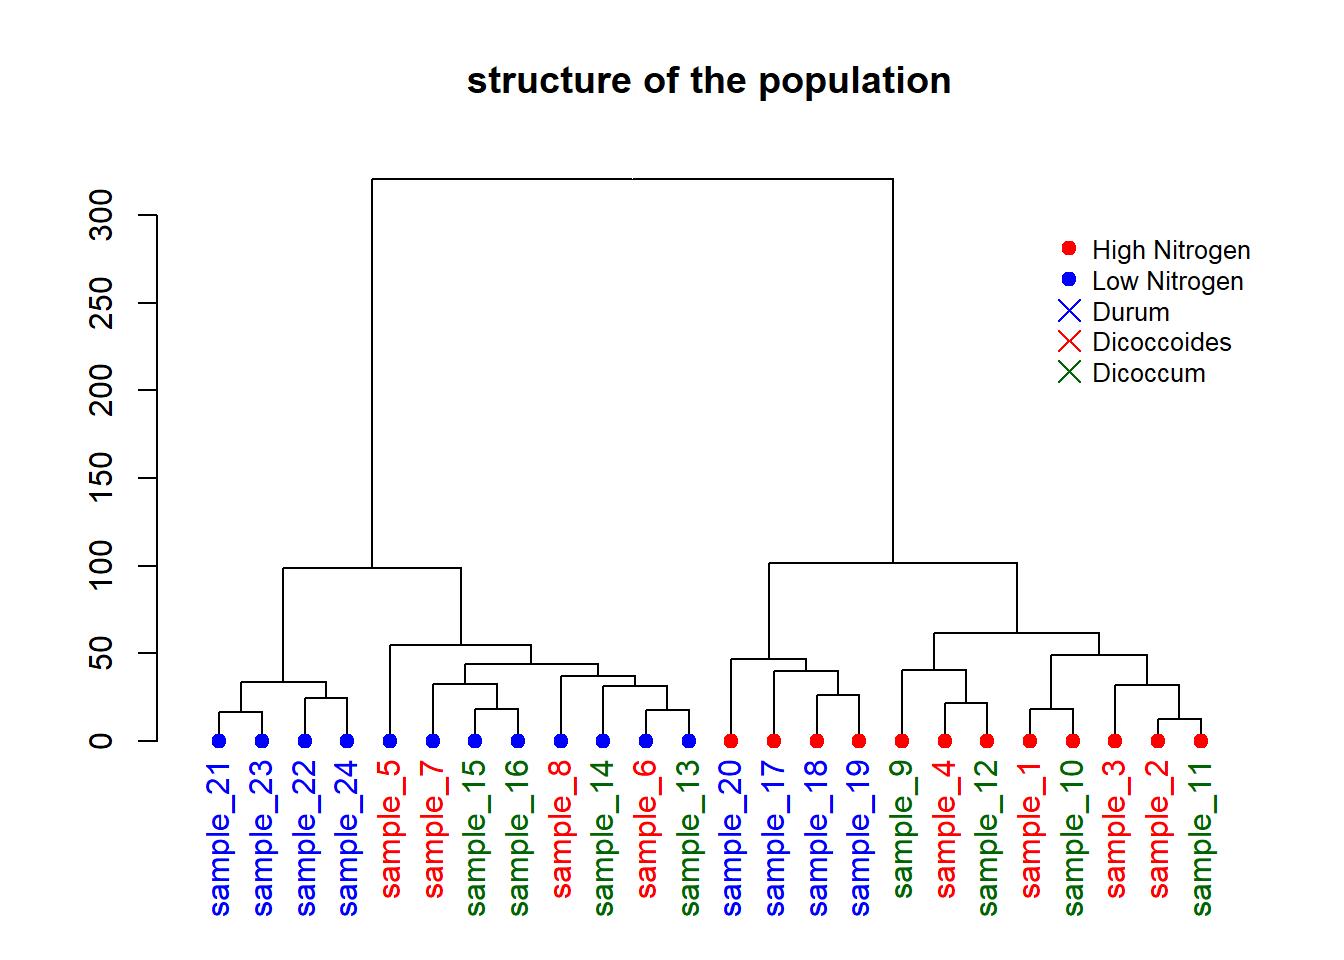 structure of the population
300
250
200
150
100
50
0
High Nitrogen
Low Nitrogen
Durum
Dicoccoides
Dicoccum
sample_21
sample_23
sample_22
sample_24
sample_5
sample_7
sample_15
sample_16
sample_8
sample_14
sample_6
sample_13
sample_20
sample_17
sample_18
sample_19
sample_9
sample_4
sample_12
sample_1
sample_10
sample_3
sample_2
sample_11